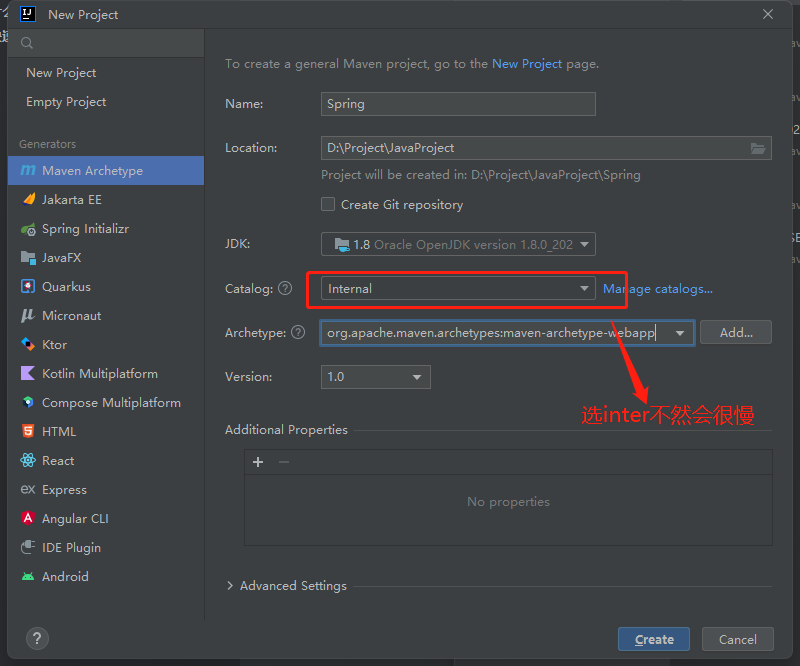 New Project
New Project
Empty Project
Generators
Maven Archetype
Jakarta EE
Spring Initializr
JavaFX
Quarkus
Micronaut
Ktor
Kotlin Multiplatform
Compose Multiplatform
HTML
React
Express
Angular CLI
IDE Plugin
Android
To create a general Maven project, go to the New Project page.
Name: Spring
Location: D:\Project\JavaProject
Project will be created in: D:\Project\JavaProject\Spring
Create Git repository
JDK: 1.8 Oracle OpenJDK version 1.8.0_202
Catalog: Internal Manage catalogs...
Archetype: org.apache.maven.archetypes:maven-archetype-webapp Add...
选inter不然会很慢
Version: 1.0
Additional Properties
No properties
Advanced Settings
Create Cancel